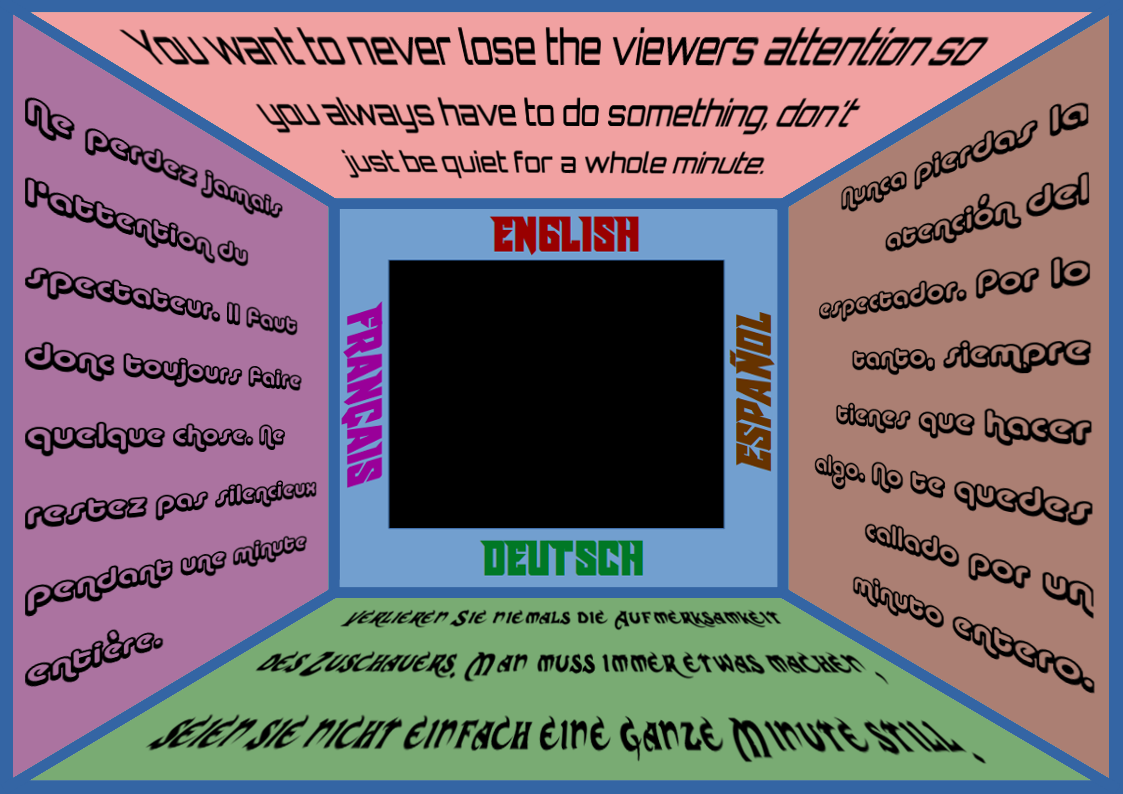 You want to never lose the viewers attention so
you always have to do something, don't
just be quiet for a whole minute.
Ne perdez jamais
l'attention du
spectateur. Il faut
donc toujours faire
quelque chose. Ne
restez pas silencieux
pendant une minute
entière.
ENGLISH
FRANÇAIS
ESPAÑOL
DEUTSCH
Nunca pierdas la
atención del
espectador. Por lo
tanto, siempre
tienes que hacer
algo. No te quedes
callado por un
minuto entero.
Verlieren Sie niemals die Aufmerksamkeit
des Zuschauers. Man muss immer etwas machen,
seien sie nicht einfach eine ganze Minute still.